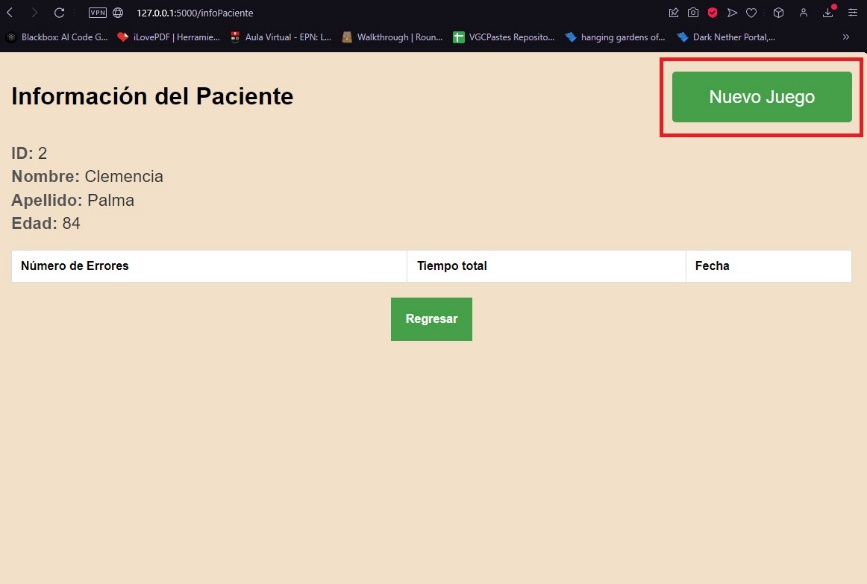 VPN 127.0.0.1:5000/infoPaciente
Blackbox: AI Code G... iLovePDF | Herramie... Aula Virtual - EPN: L... Walkthrough | Roun... VGCPastes Reposito... hanging gardens of... Dark Nether Portal,... »
Información del Paciente
Nuevo Juego
ID: 2
Nombre: Clemencia
Apellido: Palma
Edad: 84
Número de Errores Tiempo total Fecha
Regresar